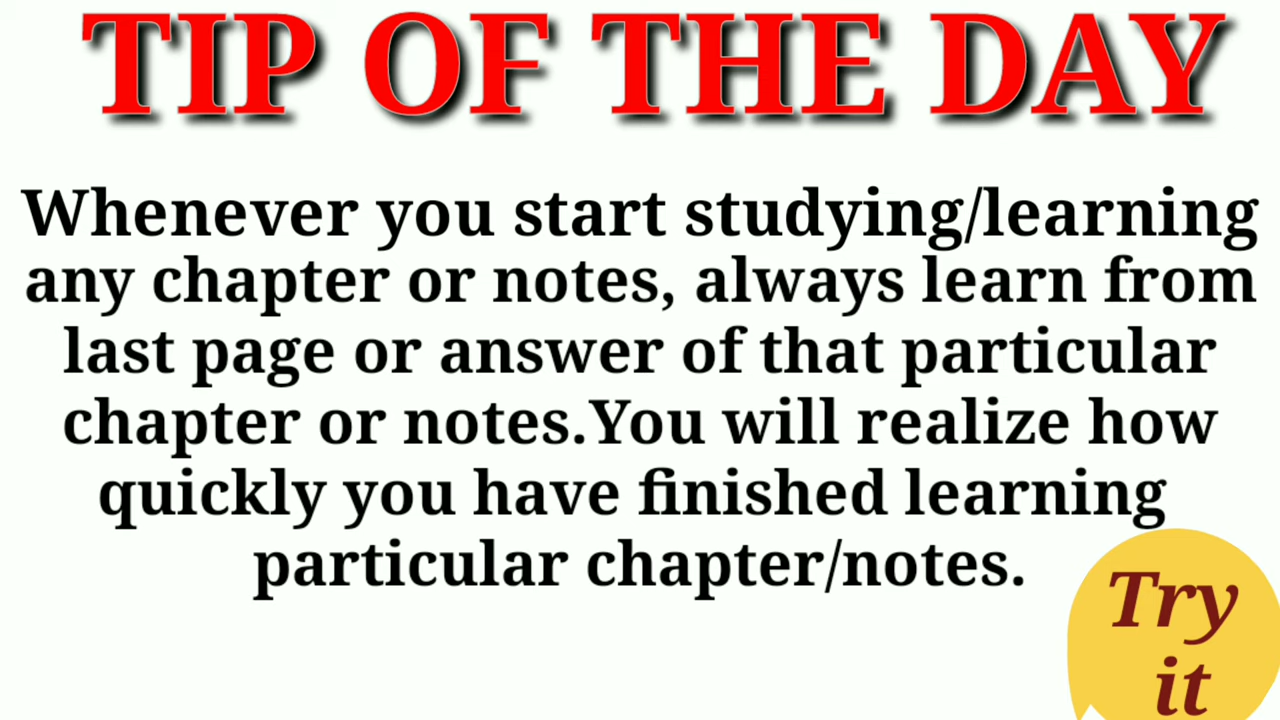 TIP OF THE DAY
Whenever you start studying/learning
any chapter or notes, always learn from
last page or answer of that particular
chapter or notes.You will realize how
quickly you have finished learning
particular chapter/notes.
Try
it